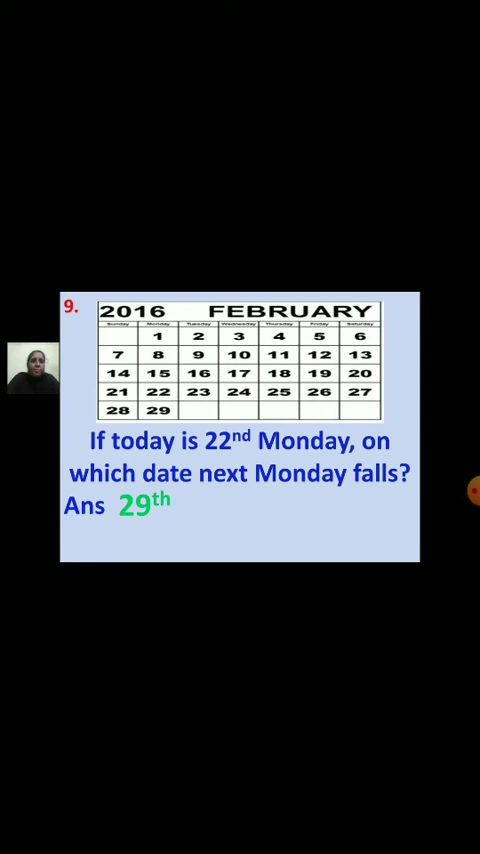 9.
2016 FEBRUARY
Sunday Monday Tuesday Wednesday Thursday Friday Saturday
1 2 3 4 5 6
7 8 9 10 11 12 13
14 15 16 17 18 19 20
21 22 23 24 25 26 27
28 29
If today is 22nd Monday, on
which date next Monday falls?
Ans 29th